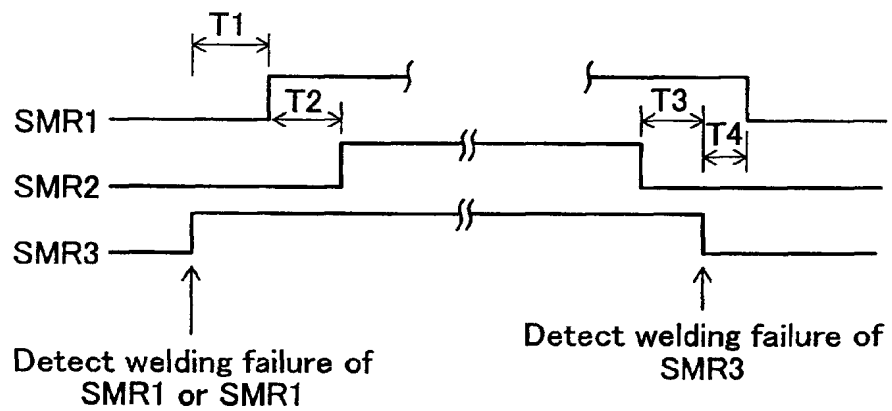 T1
T2
T3
SMR1
T4
SMR2
SMR3
Detect welding failure of
SMR1 or SMR1
Detect welding failure of
SMR3